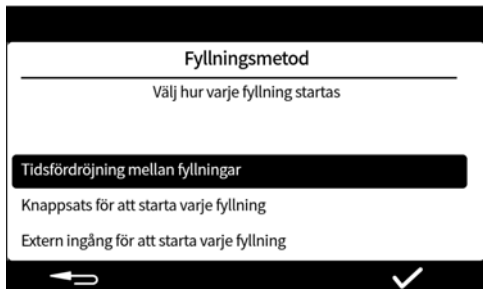 Fyllningsmetod
Välj hur varje fyllning startas
Tidsfördröjning mellan fyllningar
Knappsats för att starta varje fyllning
Extern ingång för att starta varje fyllning